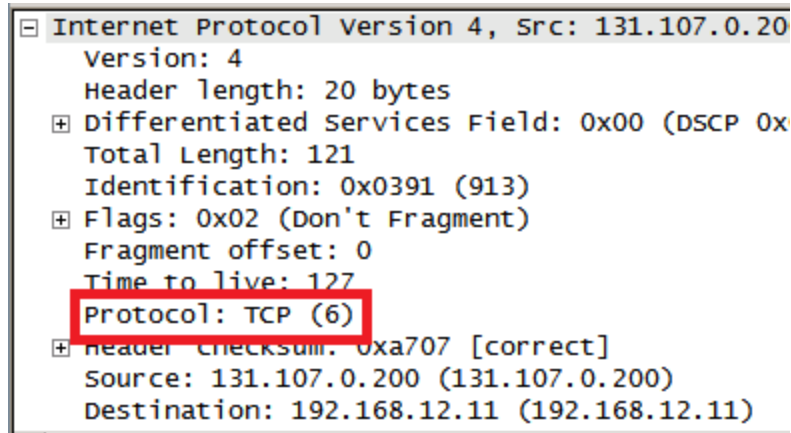 Internet Protocol Version 4, Src: 131.107.0.20
Version: 4
Header length: 20 bytes
Differentiated Services Field: 0x00 (DSCP 0x
Total Length: 121
Identification: 0x0391 (913)
Flags: 0x02 (Don't Fragment)
Fragment offset: 0
Time to live: 127
Protocol: TCP (6)
Header checksum: 0xa707 [correct]
Source: 131.107.0.200 (131.107.0.200)
Destination: 192.168.12.11 (192.168.12.11)